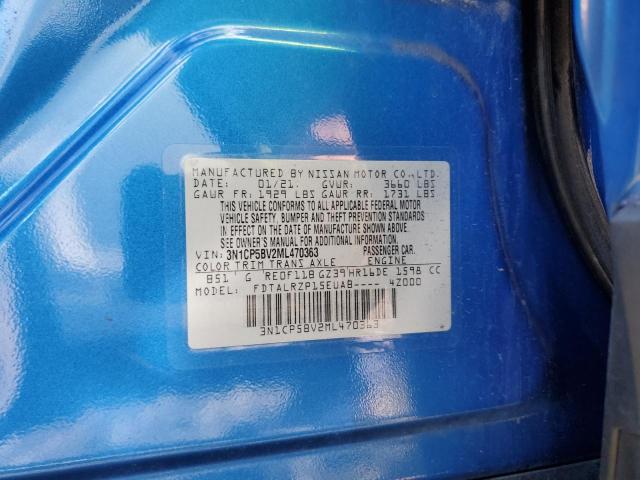 MANUFACTURED BY NISSAN MOTOR CO., LTD.
DATE: 01/21. GVWR: 3660 LBS
GAWR FR: 1929 LBS GAWR RR: 1731 LBS
THIS VEHICLE CONFORMS TO ALL APPLICABLE FEDERAL MOTOR
VEHICLE SAFETY, BUMPER AND THEFT PREVENTION STANDARDS
IN EFFECT ON THE DATE OF MANUFACTURE SHOWN ABOVE.
SEE OWNER'S MANUAL FOR ADDITIONAL INFORMATION.
VIN: 3N1CP5BV2ML470363 PASSENGER CAR
COLOR TRIM TRANS AXLE ENGINE
B51 G RE0F11B GZ39 HR16DE 1598 CC
MODEL: FDTALRZP15EUAB---- 4Z000
3N1CP5BV2ML470363